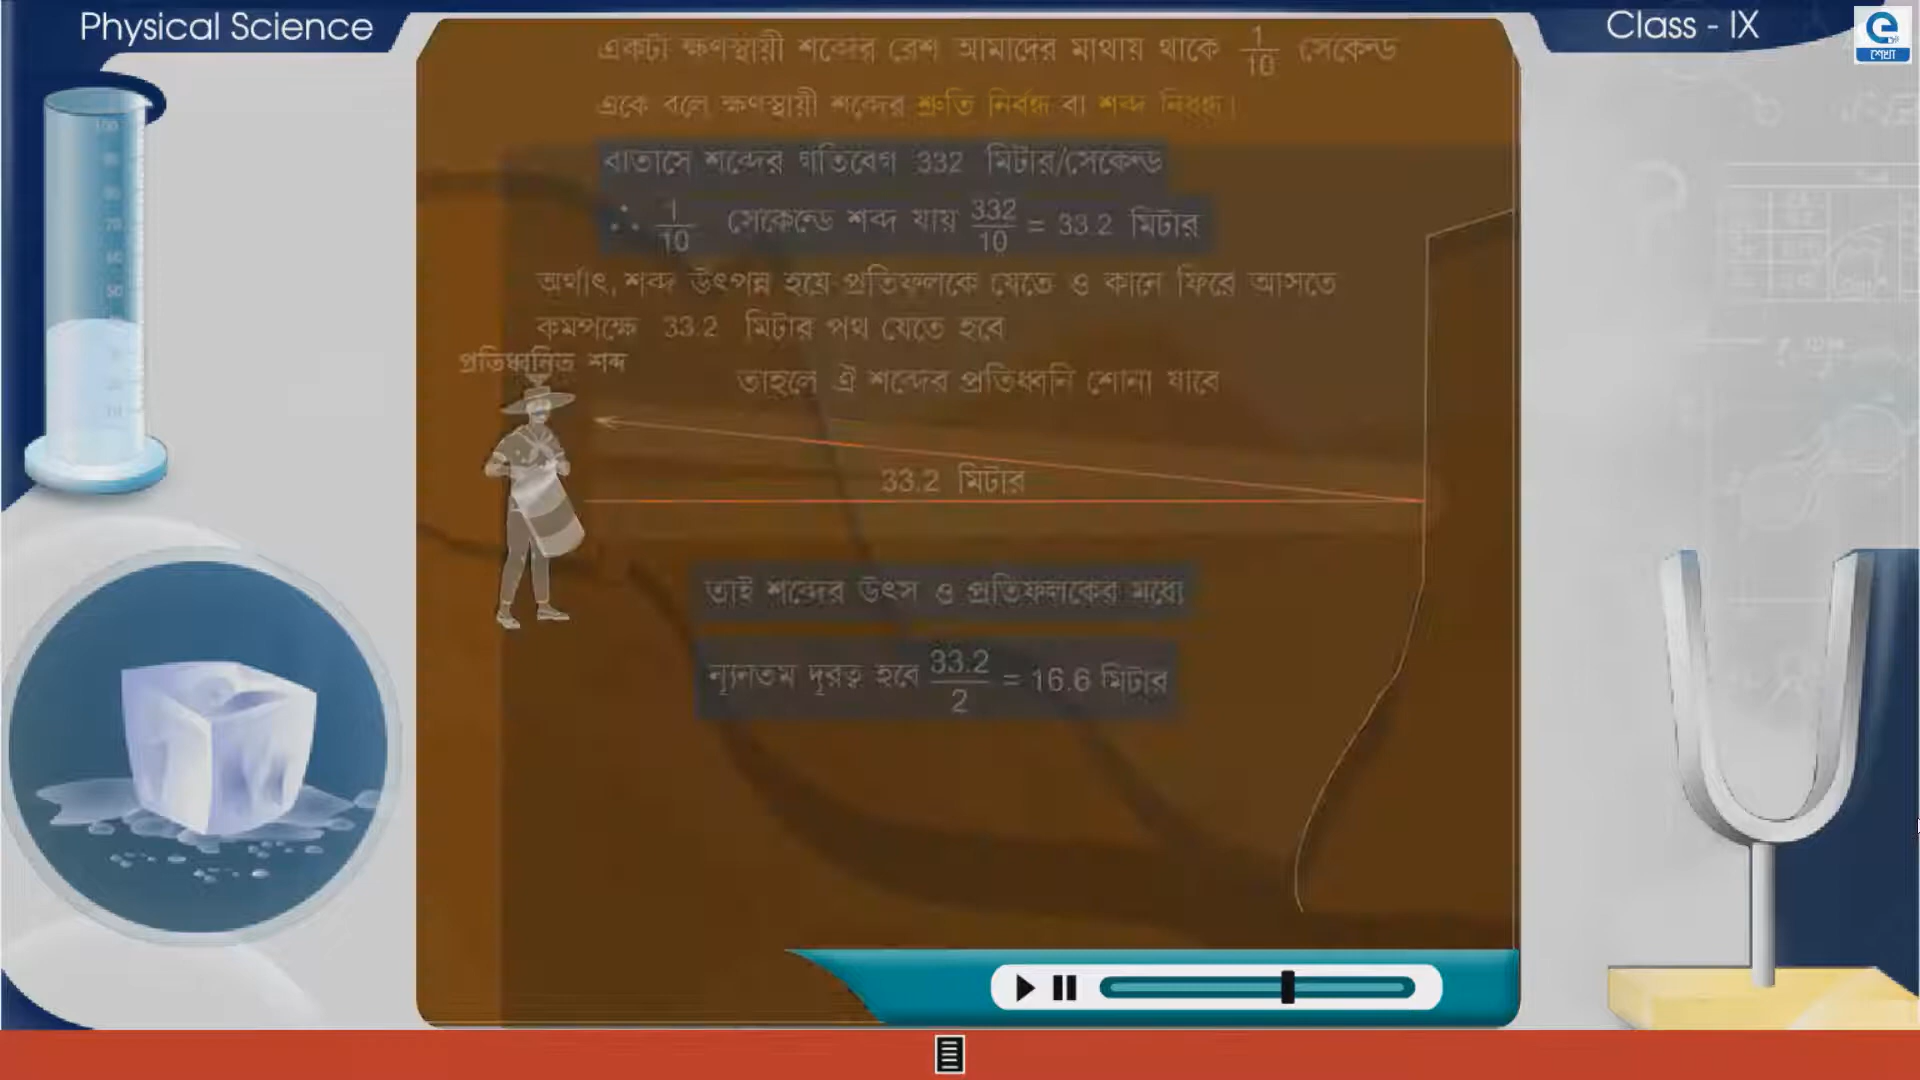 Physical Science
Class - IX
শেখা
একটা ক্ষণস্থায়ী শব্দের রেশ আমাদের মাথায় থাকে 1/10 সেকেন্ড
একে বলে ক্ষণস্থায়ী শব্দের শ্রুতি নির্বন্ধ বা শব্দ নিবন্ধ।
বাতাসে শব্দের গতিবেগ 332 মিটার/সেকেন্ড
∴ 1/10 সেকেন্ডে শব্দ যায় 332/10 = 33.2 মিটার
অর্থাৎ, শব্দ উৎপন্ন হয়ে প্রতিফলকে যেতে ও কানে ফিরে আসতে
কমপক্ষে 33.2 মিটার পথ যেতে হবে
প্রতিধ্বনিত শব্দ
তাহলে ঐ শব্দের প্রতিধ্বনি শোনা যাবে
33.2 মিটার
তাই শব্দের উৎস ও প্রতিফলকের মধ্যে
ন্যূনতম দূরত্ব হবে 33.2/2 = 16.6 মিটার